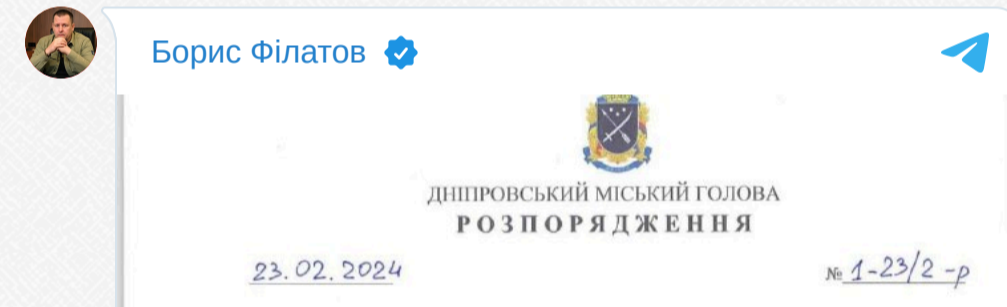 Борис Філатов
ДНІПРОВСЬКИЙ МІСЬКИЙ ГОЛОВА
РОЗПОРЯДЖЕННЯ
23.02.2024 № 1-23/2-р